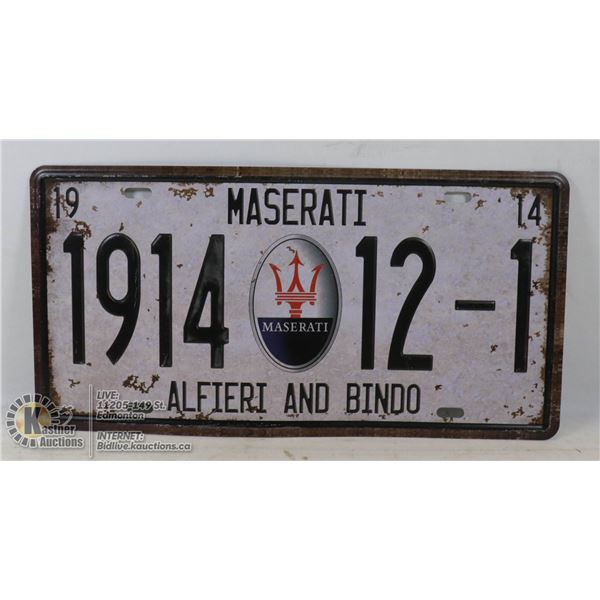 19 MASERATI 14
1914 MASERATI 12-1
ALFIERI AND BINDO
Kastner Auctions
LIVE:
11205-149 St.
Edmonton
INTERNET:
Bidlive.kauctions.ca